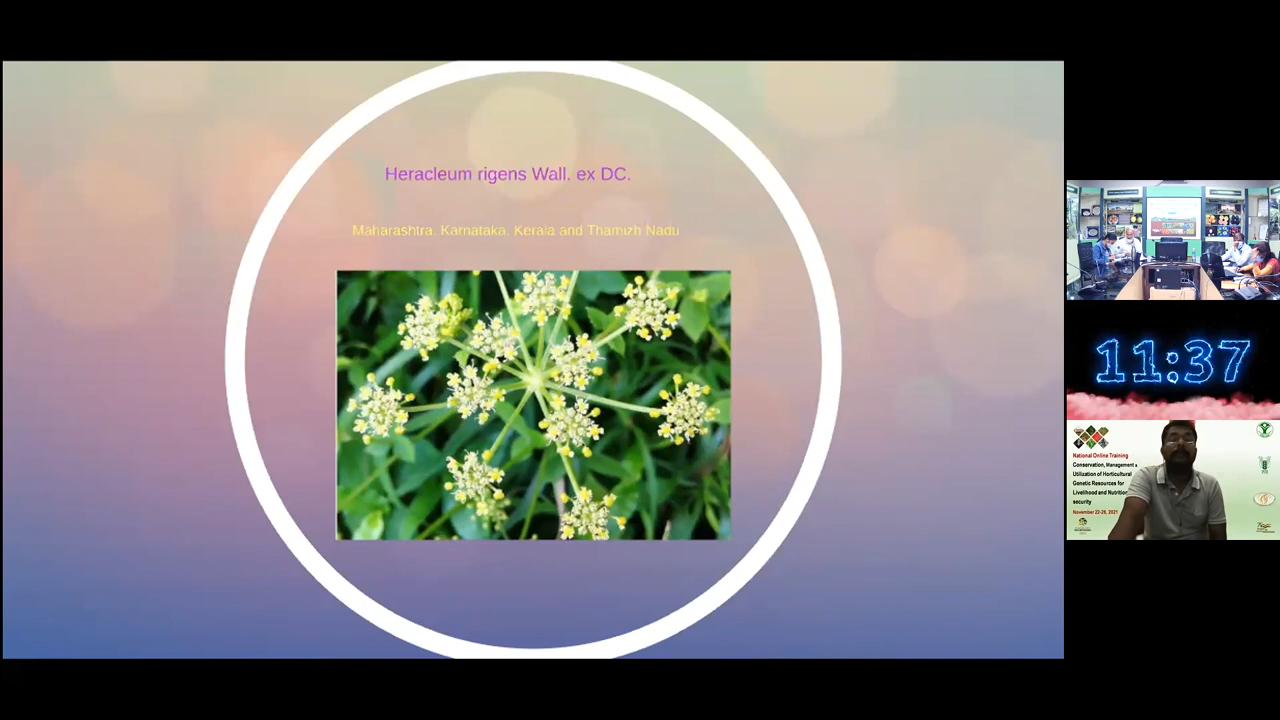 Heracleum rigens Wall. ex DC.
Maharashtra, Karnataka, Kerala and Thamizh Nadu
11:37
National Online Training
Conservation, Management &
Utilization of Horticultural
Genetic Resources for
Livelihood and Nutrition
security
November 22-26, 2021